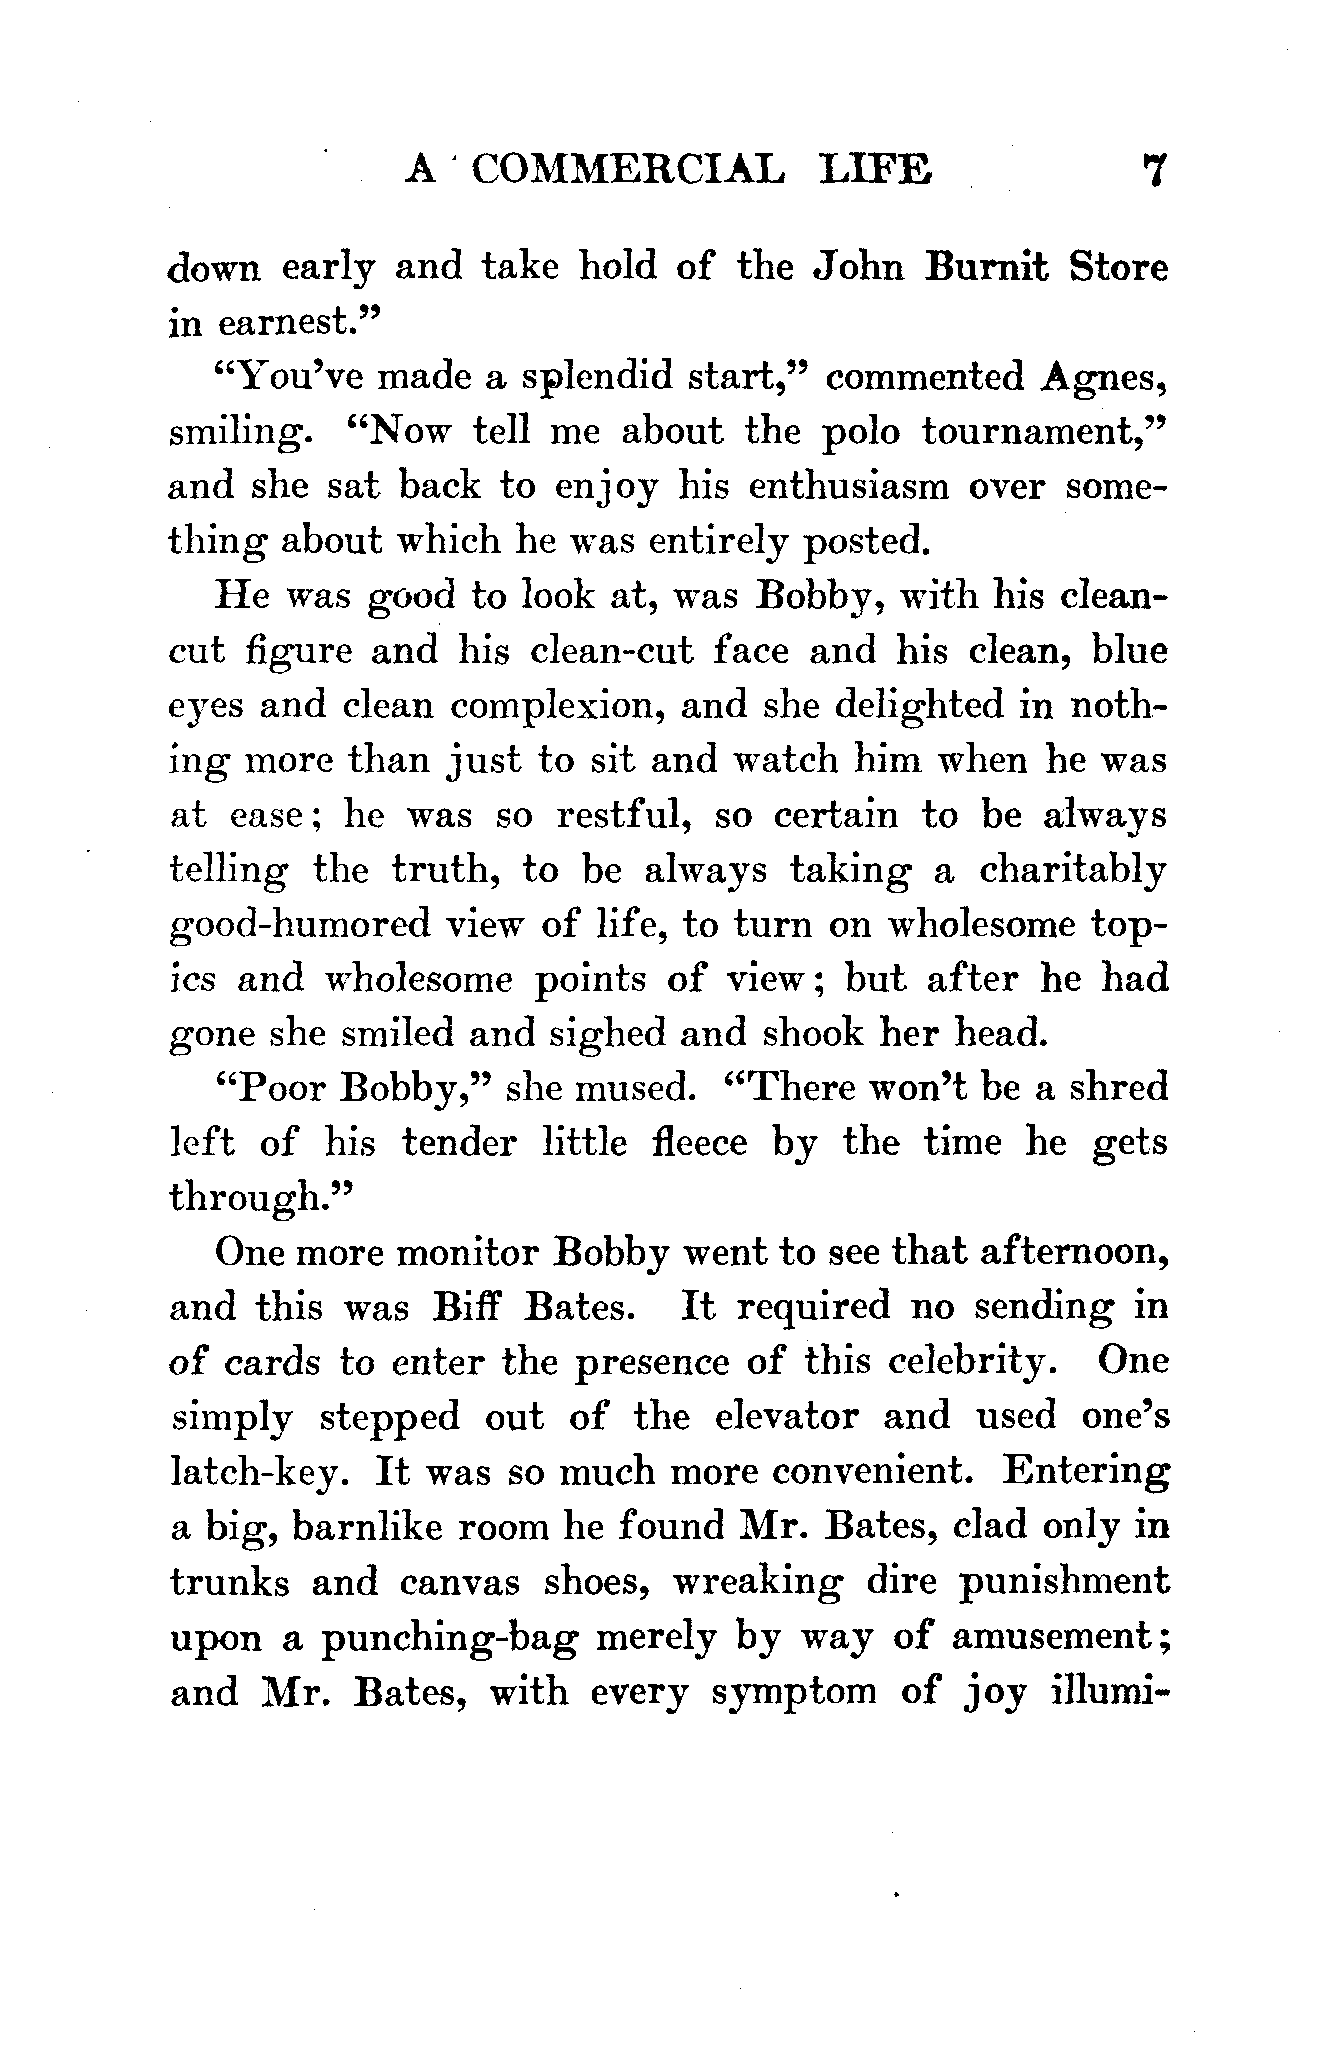 A COMMERCIAL LIFE 7
down early and take hold of the John Burnit Store
in earnest.”
“You’ve made a splendid start,” commented Agnes,
smiling. “Now tell me about the polo tournament,”
and she sat back to enjoy his enthusiasm over some-
thing about which he was entirely posted.
He was good to look at, was Bobby, with his clean-
cut figure and his clean-cut face and his clean, blue
eyes and clean complexion, and she delighted in noth-
ing more than just to sit and watch him when he was
at ease; he was so restful, so certain to be always
telling the truth, to be always taking a charitably
good-humored view of life, to turn on wholesome top-
ics and wholesome points of view; but after he had
gone she smiled and sighed and shook her head.
“Poor Bobby,” she mused. “There won’t be a shred
left of his tender little fleece by the time he gets
through.”
One more monitor Bobby went to see that afternoon,
and this was Biff Bates. It required no sending in
of cards to enter the presence of this celebrity. One
simply stepped out of the elevator and used one’s
latch-key. It was so much more convenient. Entering
a big, barnlike room he found Mr. Bates, clad only in
trunks and canvas shoes, wreaking dire punishment
upon a punching-bag merely by way of amusement;
and Mr. Bates, with every symptom of joy illumi-